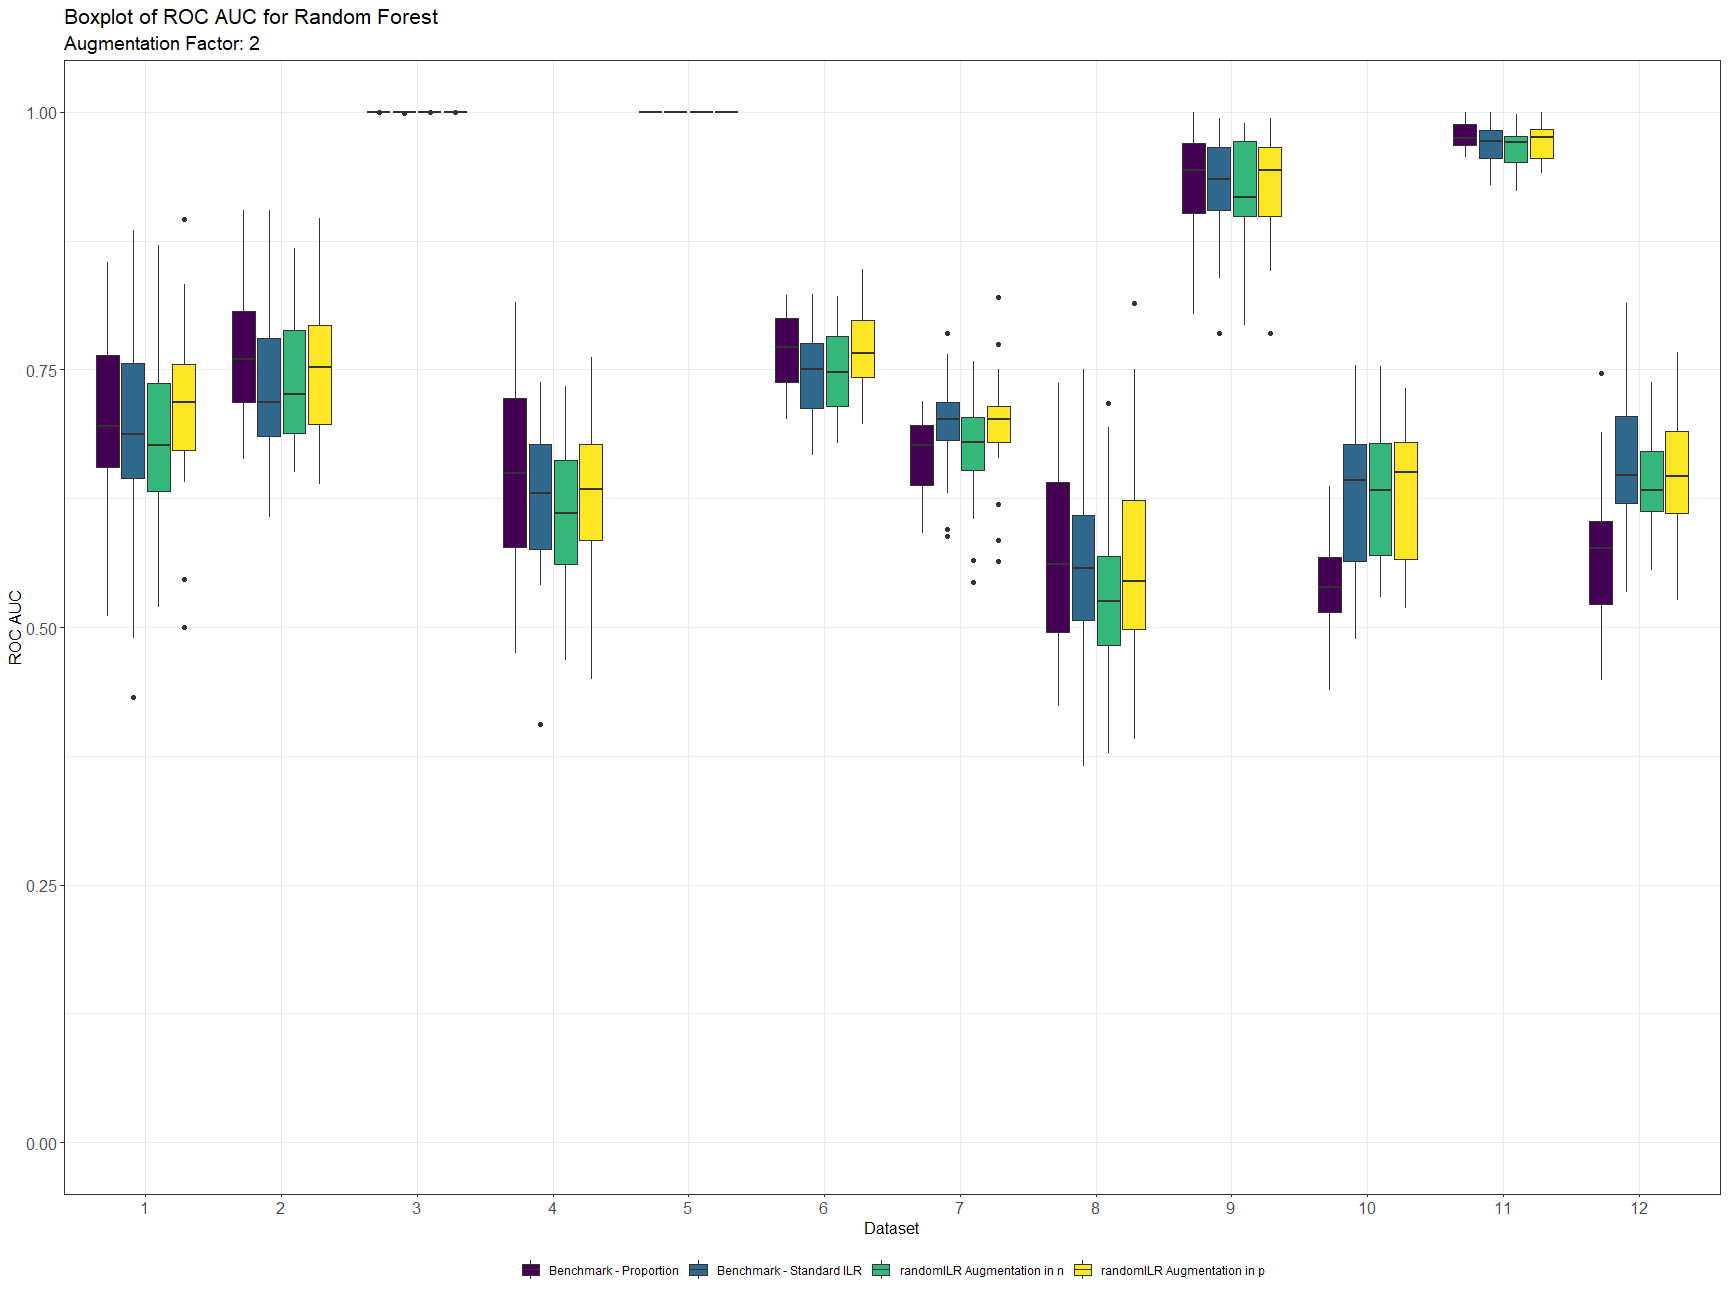 Boxplot of ROC AUC for Random Forest
Augmentation Factor: 2
1.00
0.75
0.50
0.25
0.00
ROC AUC
1 2 3 4 5 6 7 8 9 10 11 12
Dataset
Benchmark - Proportion Benchmark - Standard ILR randomILR Augmentation in n randomILR Augmentation in p